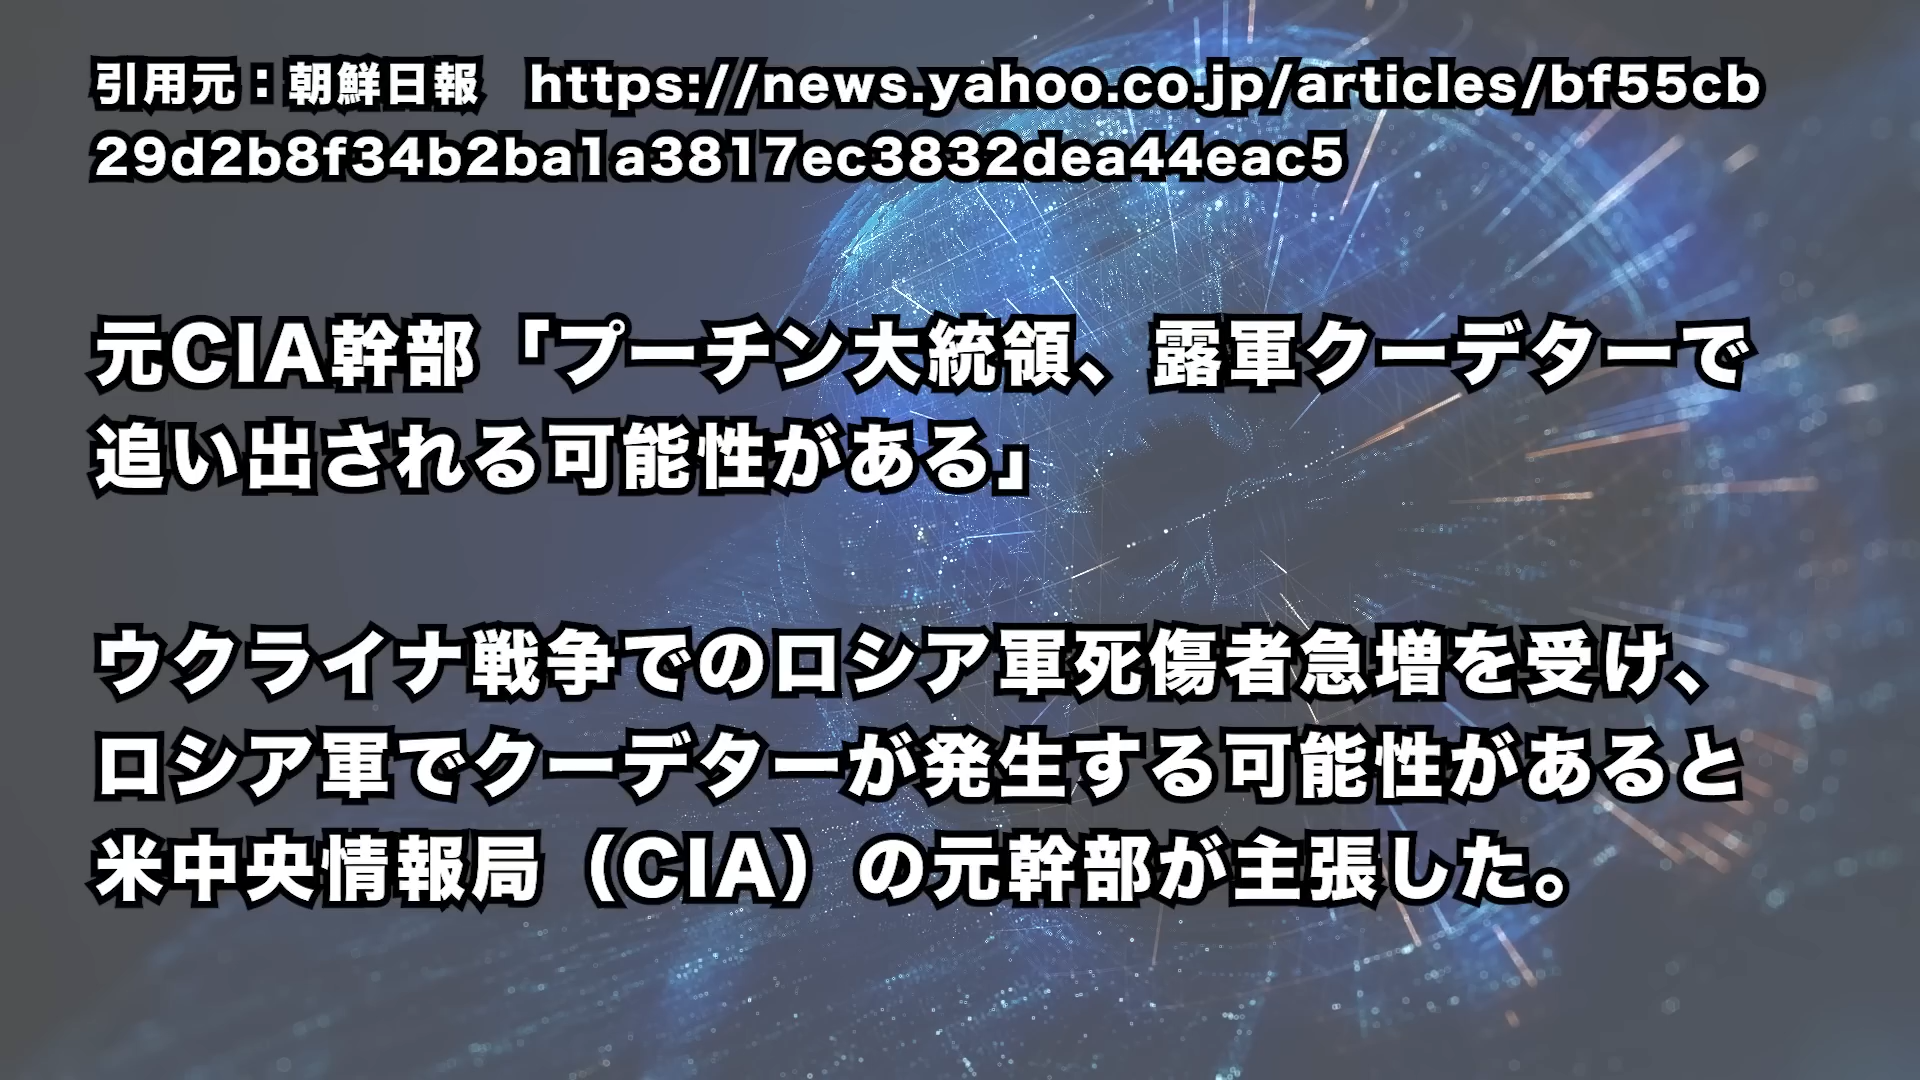 引用元：朝鮮日報　https://news.yahoo.co.jp/articles/bf55cb
29d2b8f34b2ba1a3817ec3832dea44eac5
元CIA幹部「プーチン大統領、露軍クーデターで
追い出される可能性がある」
ウクライナ戦争でのロシア軍死傷者急増を受け、
ロシア軍でクーデターが発生する可能性があると
米中央情報局（CIA）の元幹部が主張した。